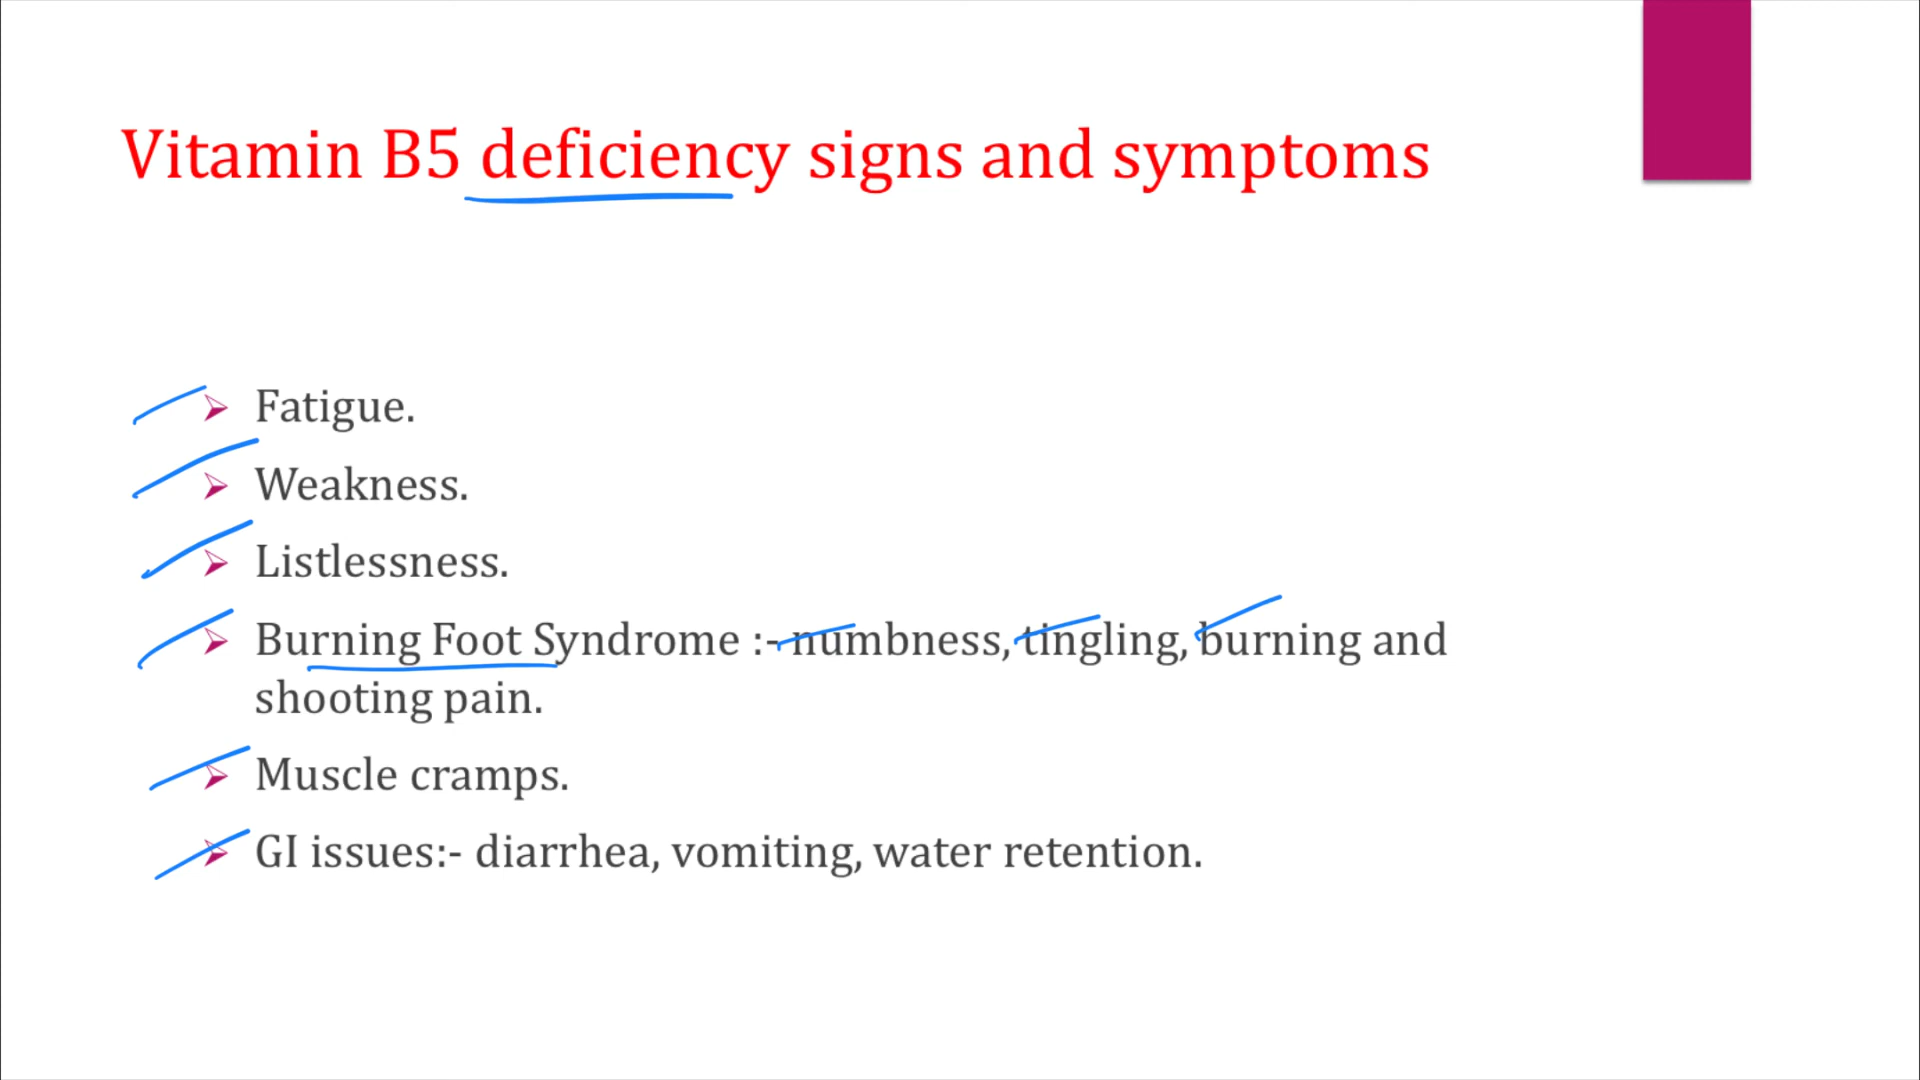 Vitamin B5 deficiency signs and symptoms
Fatigue.
Weakness.
Listlessness.
Burning Foot Syndrome :- numbness, tingling, burning and
shooting pain.
Muscle cramps.
GI issues:- diarrhea, vomiting, water retention.